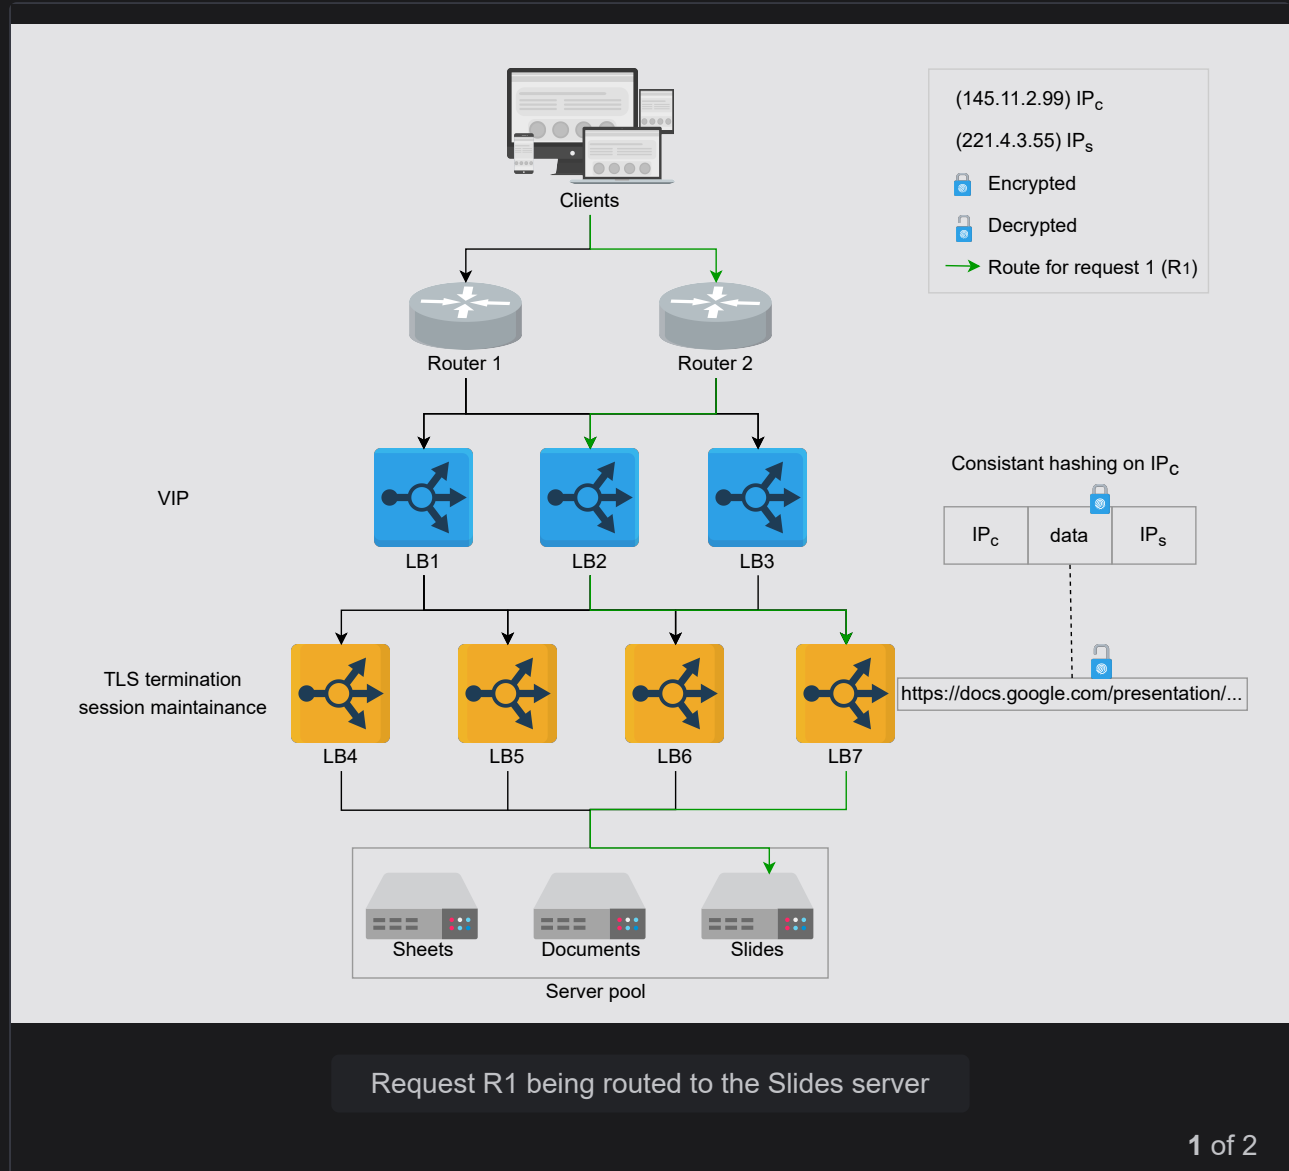 (145.11.2.99) IPc
(221.4.3.55) IPs
Encrypted
Decrypted
Route for request 1 (R1)
Clients
Router 1
Router 2
VIP
LB1
LB2
LB3
Consistant hashing on IPC
IPc
data
IPs
TLS termination
session maintainance
https://docs.google.com/presentation/...
LB4
LB5
LB6
LB7
Sheets
Documents
Slides
Server pool
Request R1 being routed to the Slides server
1 of 2